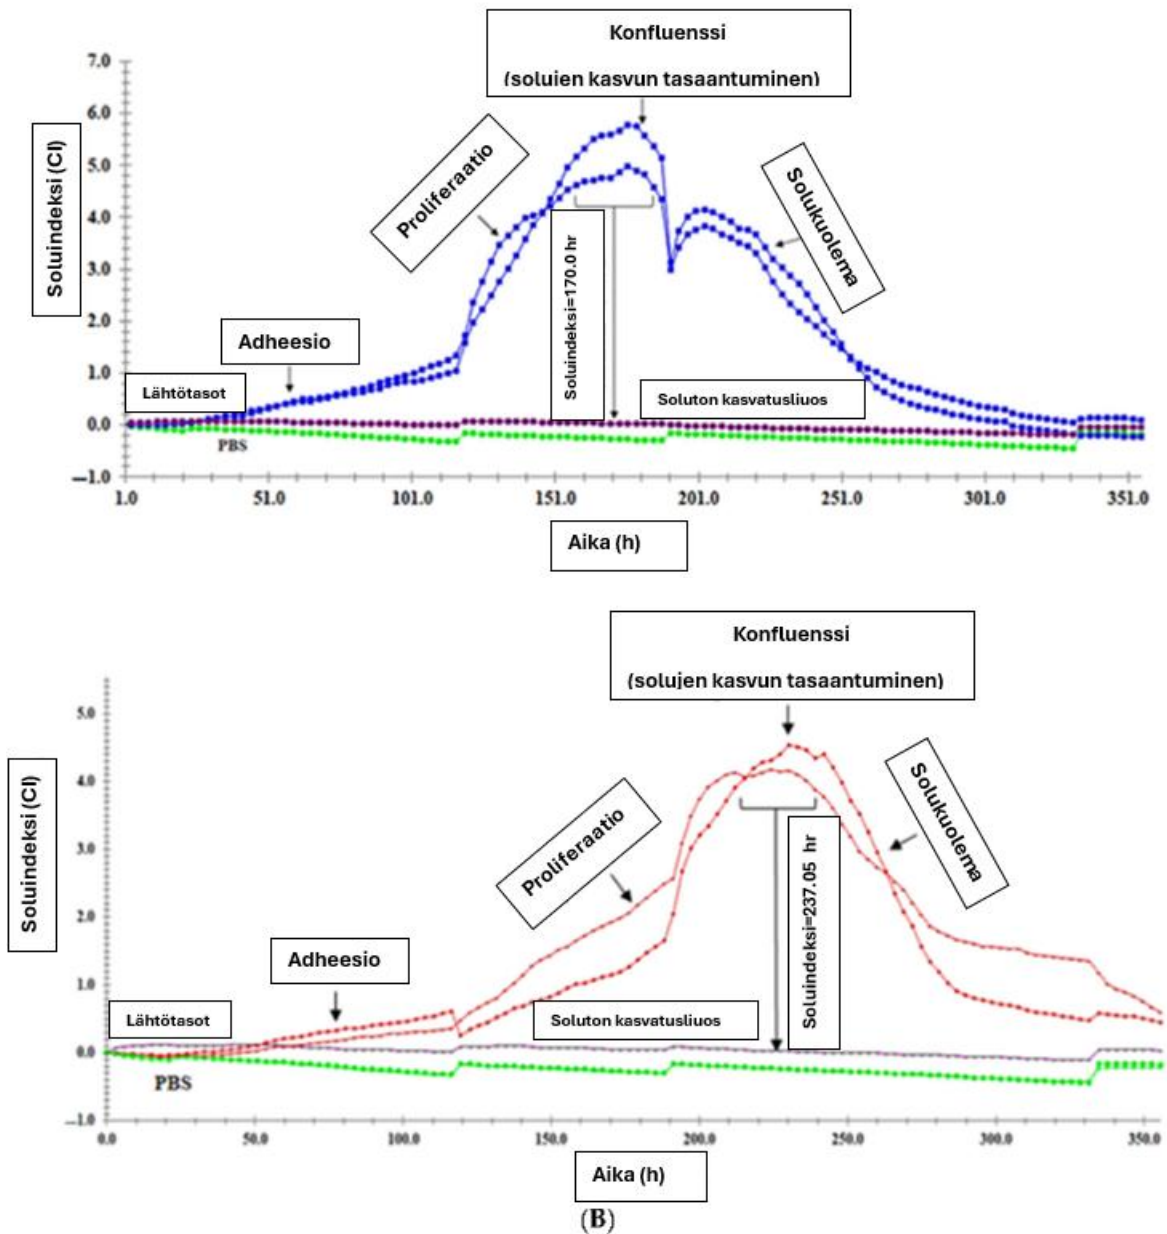 Konfluenssi
(soluien kasvun tasaantuminen)
7.0
6.0
5.0
4.0
3.0
2.0
1.0
0.0
—1.0
Soluindeksi (CI)
Proliferaatio
Solukuolema
Soluindeksi=170.0 hr
Adheesio
Lähtötasot
Soluton kasvatusliuos
PBS
1.0 51.0 101.0 151.0 201.0 251.0 301.0 351.0
Aika (h)
Konfluenssi
(solujen kasvun tasaantuminen)
5.0
4.0
3.0
2.0
1.0
0.0
—1.0
Soluindeksi (CI)
Proliferaatio
Solukuolema
Soluindeksi=237.05 hr
Adheesio
Lähtötasot
Soluton kasvatusliuos
PBS
0.0 50.0 100.0 150.0 200.0 250.0 300.0 350.0
Aika (h)
(B)